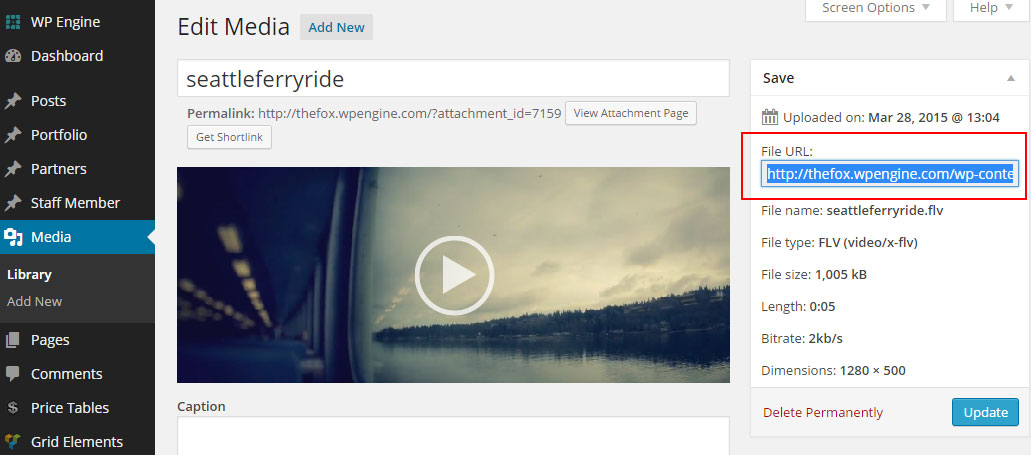 WP Engine
Dashboard
Posts
Portfolio
Partners
Staff Member
Media
Library
Add New
Pages
Comments
Price Tables
Grid Elements
Screen Options
Help
Edit Media Add New
seattleferryride
Permalink: http://thefox.wpengine.com/?attachment_id=7159 View Attachment Page
Get Shortlink
Caption
Save
Uploaded on: Mar 28, 2015 @ 13:04
File URL:
http://thefox.wpengine.com/wp-conte
File name: seattleferryride.flv
File type: FLV (video/x-flv)
File size: 1,005 kB
Length: 0:05
Bitrate: 2kb/s
Dimensions: 1280 × 500
Delete Permanently Update